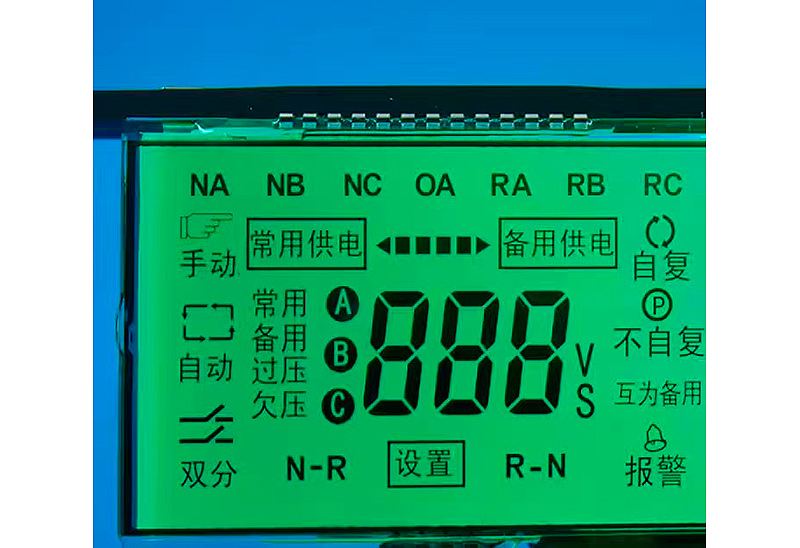 NA NB NC OA RA RB RC
手动 常用供电 备用供电 自复
常用 A 888 P
备用 B V 不自复
自动 过压 S 互为备用
欠压 C
双分 N-R 设置 R-N 报警